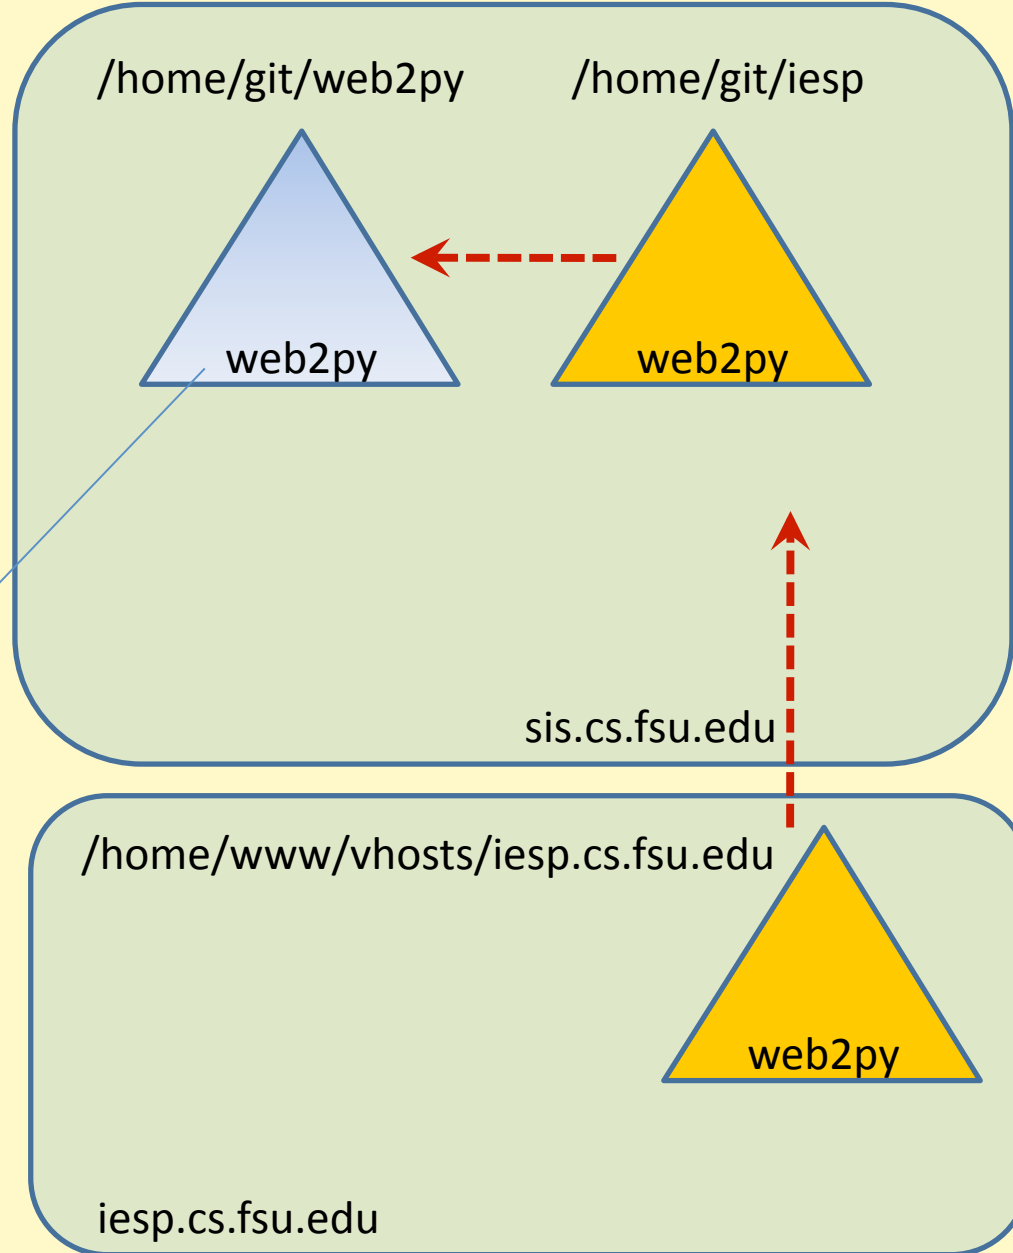 /home/git/web2py
/home/git/iesp
web2py
web2py
sis.cs.fsu.edu
/home/www/vhosts/iesp.cs.fsu.edu
web2py
iesp.cs.fsu.edu